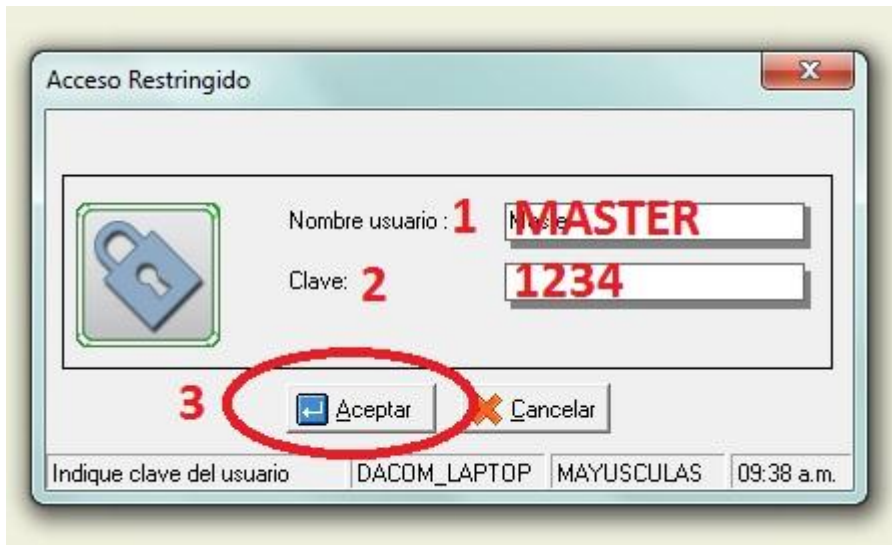 Acceso Restringido
Nombre usuario : 1 MASTER
Clave: 2 1234
3 Aceptar Cancelar
Indique clave del usuario DACOM_LAPTOP MAYUSCULAS 09:38 a.m.